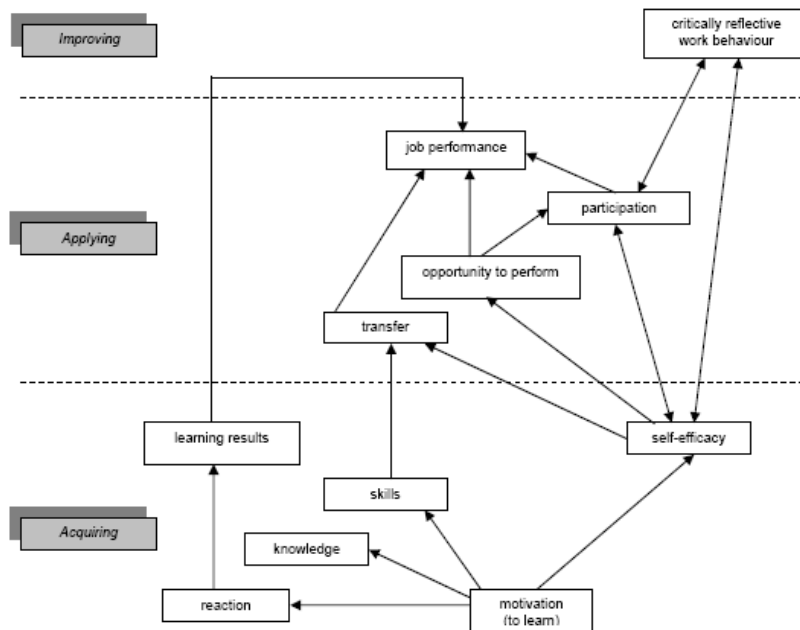 Improving
critically reflective
work behaviour
job performance
participation
Applying
opportunity to perform
transfer
learning results
self-efficacy
skills
Acquiring
knowledge
reaction
motivation
(to learn)